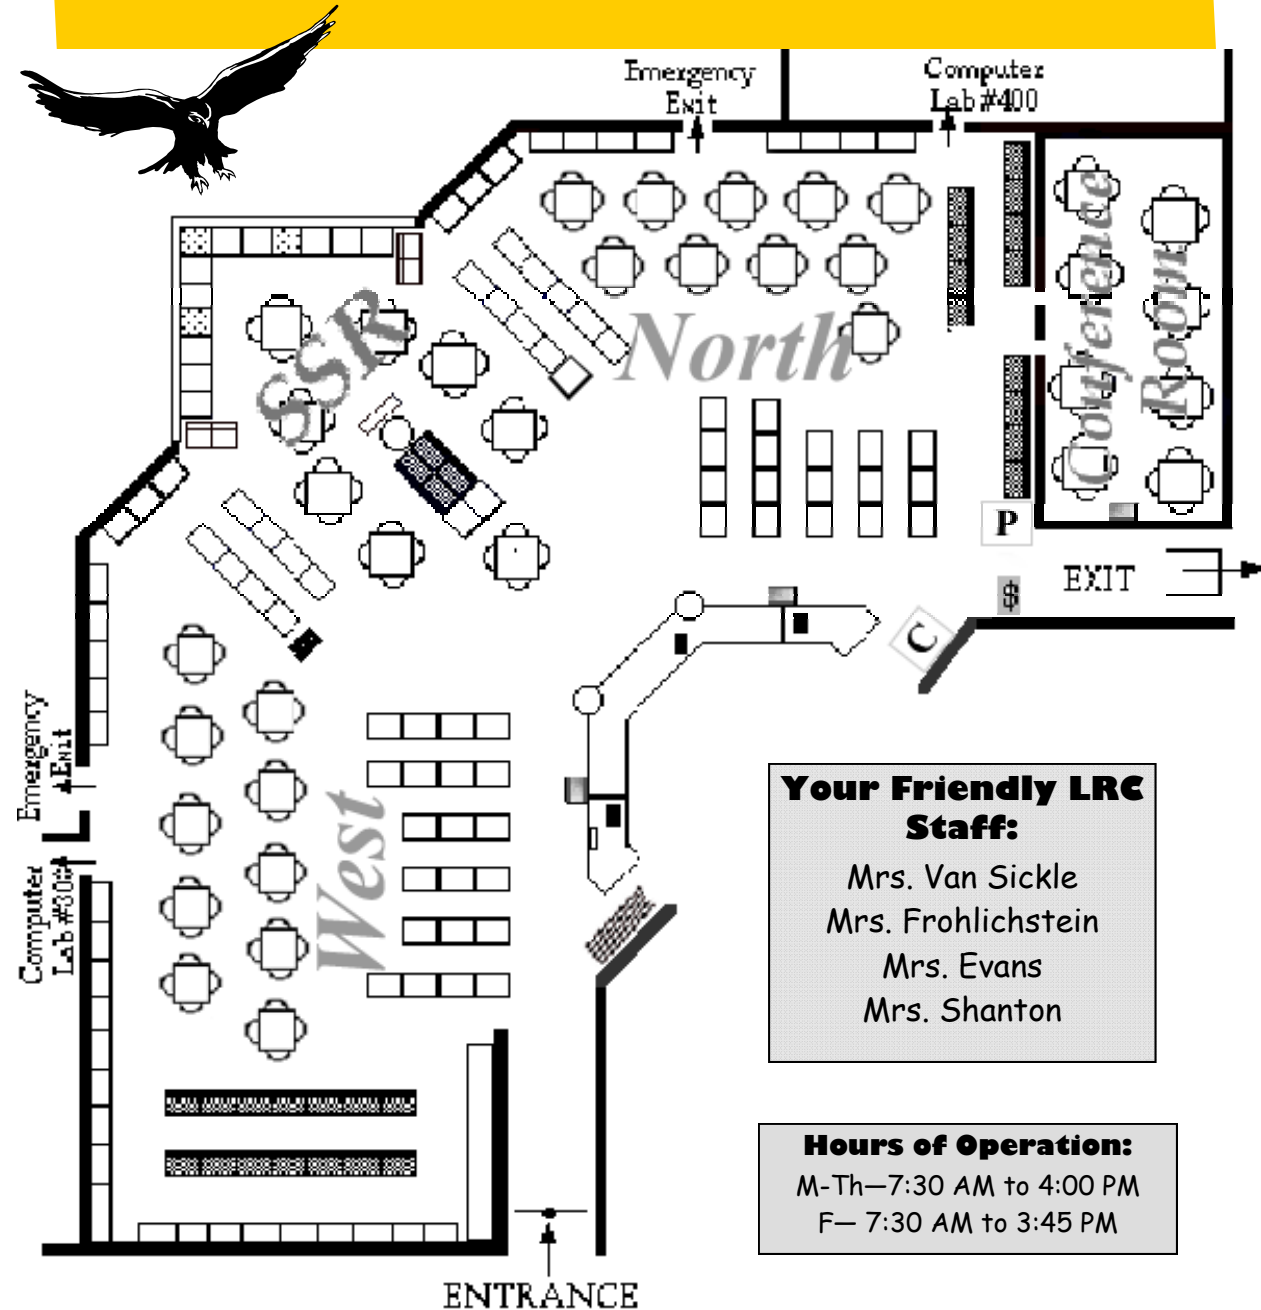 Emergency
Exit
Computer
Lab #400
Conference
Room
SSR
North
P
EXIT
$
C
Emergency
Exit
Computer
Lab #300
West
Your Friendly LRC
Staff:
Mrs. Van Sickle
Mrs. Frohlichstein
Mrs. Evans
Mrs. Shanton
Hours of Operation:
M-Th—7:30 AM to 4:00 PM
F— 7:30 AM to 3:45 PM
ENTRANCE